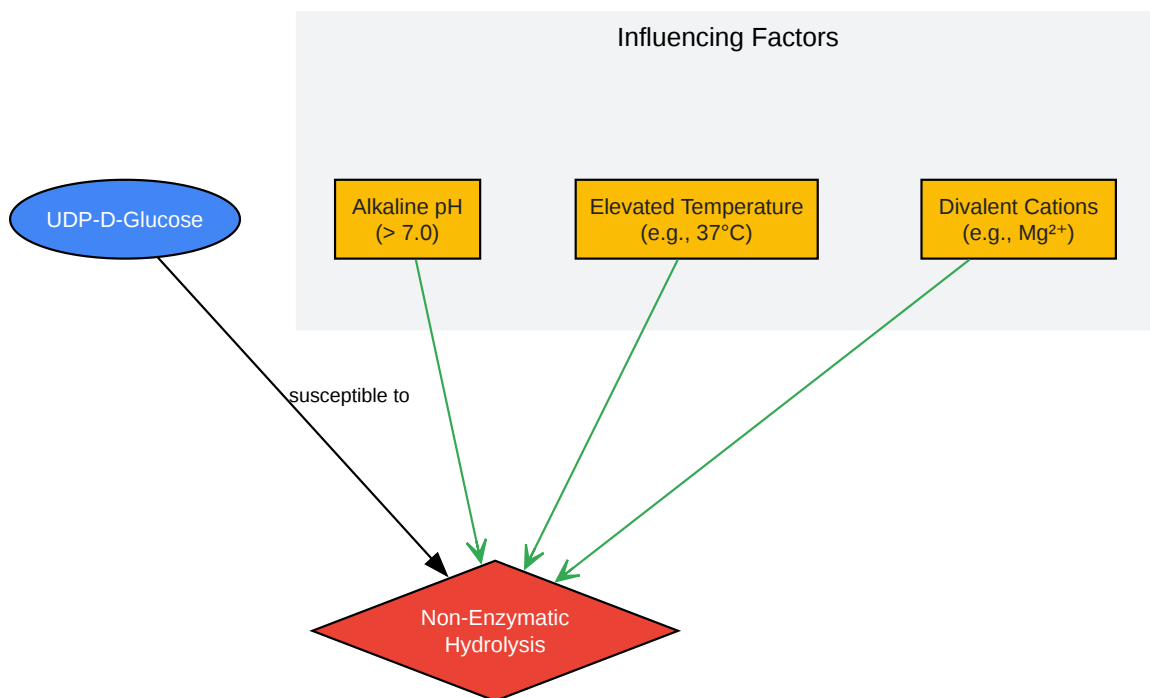 Influencing Factors
UDP-D-Glucose
Alkaline pH
(> 7.0)
Elevated Temperature
(e.g., 37°C)
Divalent Cations
(e.g., Mg²⁺)
susceptible to
Non-Enzymatic
Hydrolysis